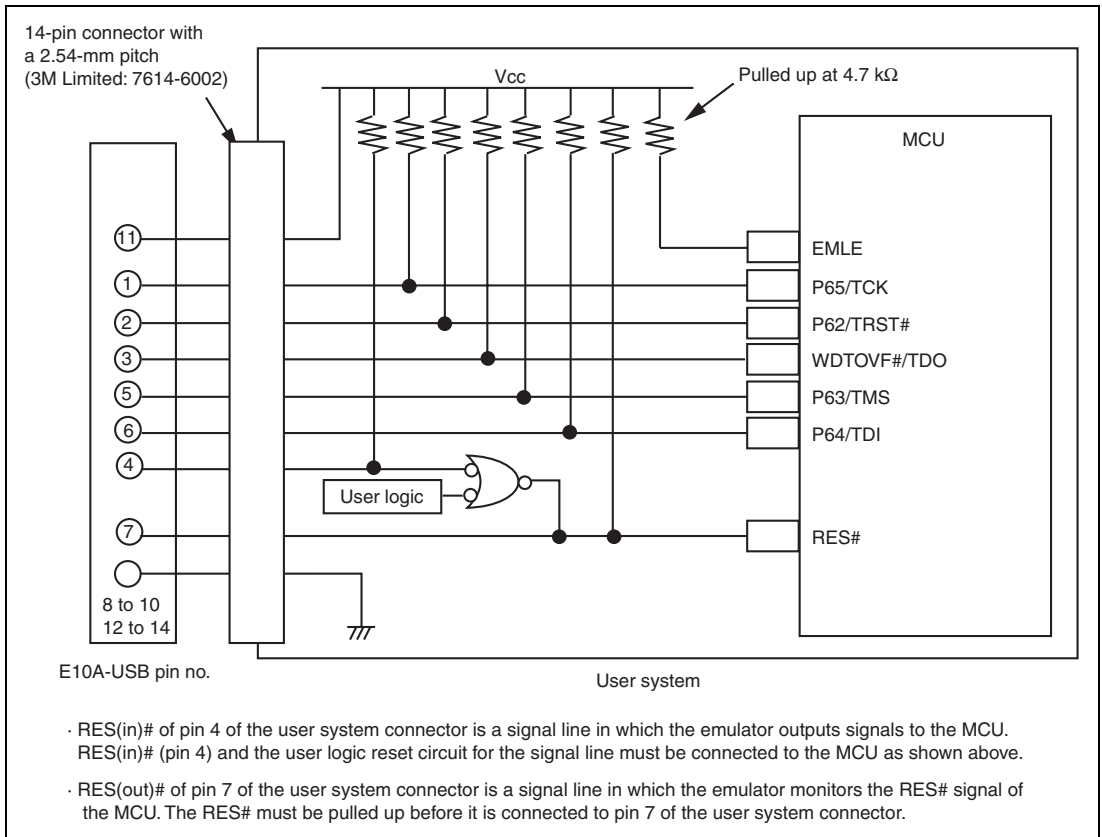 14-pin connector with
a 2.54-mm pitch
(3M Limited: 7614-6002)
Vcc
Pulled up at 4.7 kΩ
MCU
11
EMLE
1
P65/TCK
2
P62/TRST#
3
WDTOVF#/TDO
5
P63/TMS
6
P64/TDI
4
User logic
7
RES#
8 to 10
12 to 14
E10A-USB pin no.
User system
· RES(in)# of pin 4 of the user system connector is a signal line in which the emulator outputs signals to the MCU.
RES(in)# (pin 4) and the user logic reset circuit for the signal line must be connected to the MCU as shown above.
· RES(out)# of pin 7 of the user system connector is a signal line in which the emulator monitors the RES# signal of
the MCU. The RES# must be pulled up before it is connected to pin 7 of the user system connector.